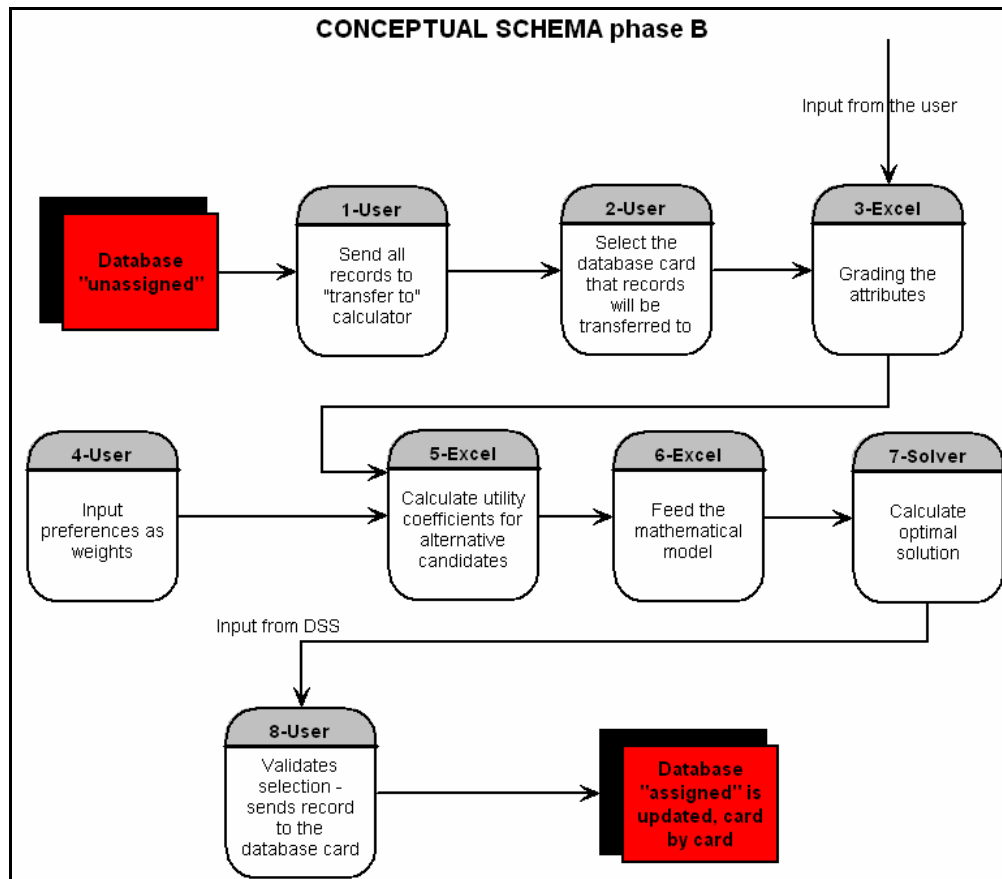 CONCEPTUAL SCHEMA phase B
Input from the user
Database
"unassigned"
1-User
Send all
records to
"transfer to"
calculator
2-User
Select the
database card
that records
will be
transferred to
3-Excel
Grading the
attributes
4-User
Input
preferences as
weights
5-Excel
Calculate utility
coefficients for
alternative
candidates
6-Excel
Feed the
mathematical
model
7-Solver
Calculate
optimal
solution
Input from DSS
8-User
Validates
selection -
sends record
to the
database card
Database
"assigned" is
updated, card
by card